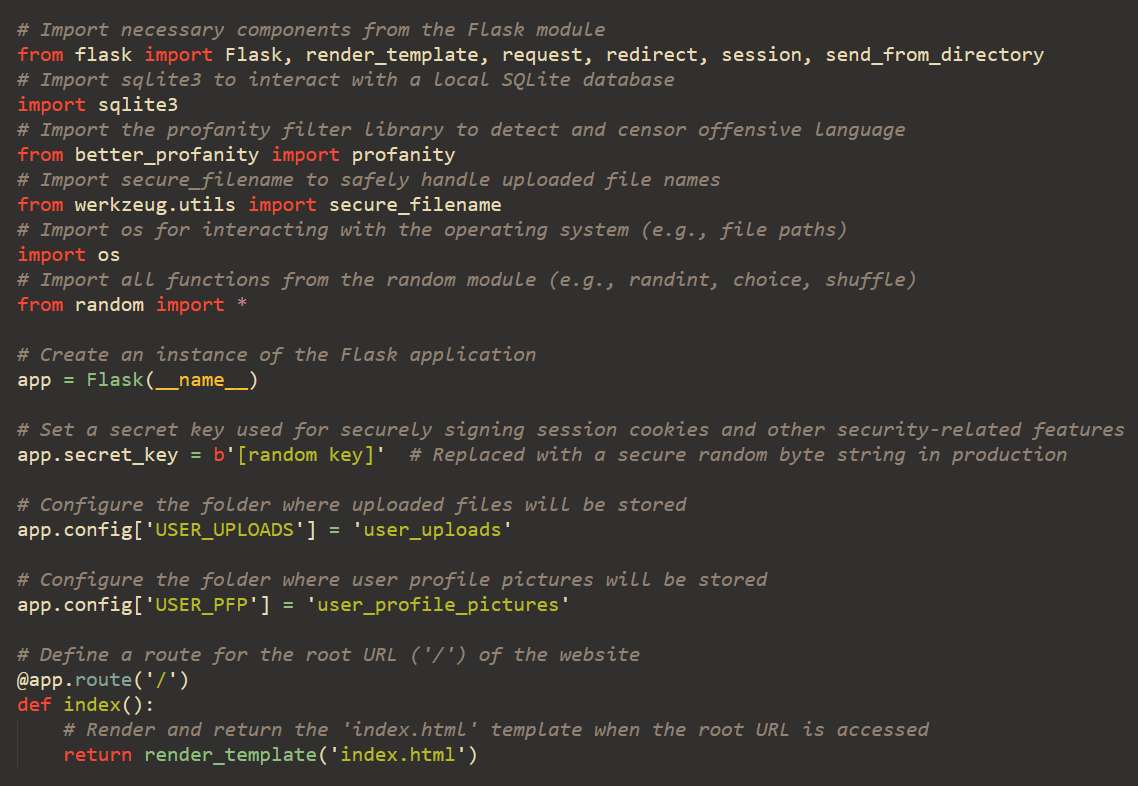 # Import necessary components from the Flask module
from flask import Flask, render_template, request, redirect, session, send_from_directory
# Import sqlite3 to interact with a local SQLite database
import sqlite3
# Import the profanity filter library to detect and censor offensive language
from better_profanity import profanity
# Import secure_filename to safely handle uploaded file names
from werkzeug.utils import secure_filename
# Import os for interacting with the operating system (e.g., file paths)
import os
# Import all functions from the random module (e.g., randint, choice, shuffle)
from random import *

# Create an instance of the Flask application
app = Flask(__name__)

# Set a secret key used for securely signing session cookies and other security-related features
app.secret_key = b'[random key]'  # Replaced with a secure random byte string in production

# Configure the folder where uploaded files will be stored
app.config['USER_UPLOADS'] = 'user_uploads'

# Configure the folder where user profile pictures will be stored
app.config['USER_PFP'] = 'user_profile_pictures'

# Define a route for the root URL ('/') of the website
@app.route('/')
def index():
    # Render and return the 'index.html' template when the root URL is accessed
    return render_template('index.html')